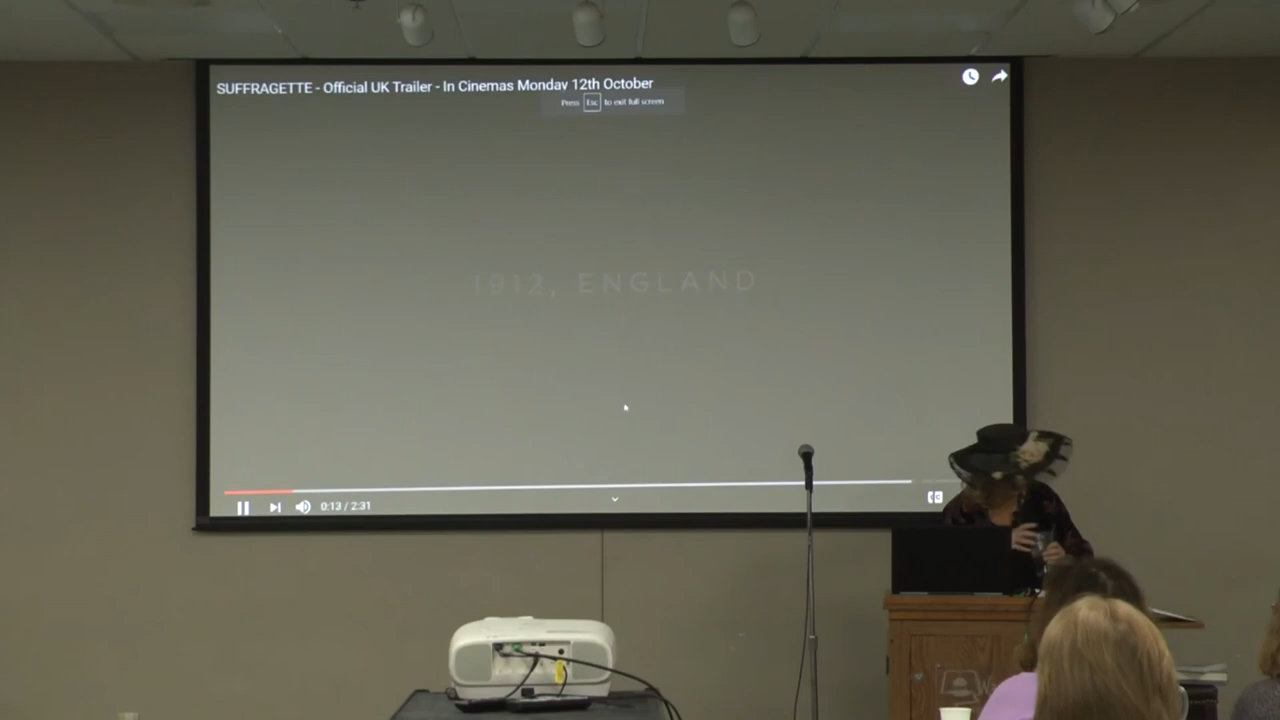 SUFFRAGETTE - Official UK Trailer - In Cinemas Monday 12th October
Press Esc to exit full screen
1912, ENGLAND
0:13 / 2:31